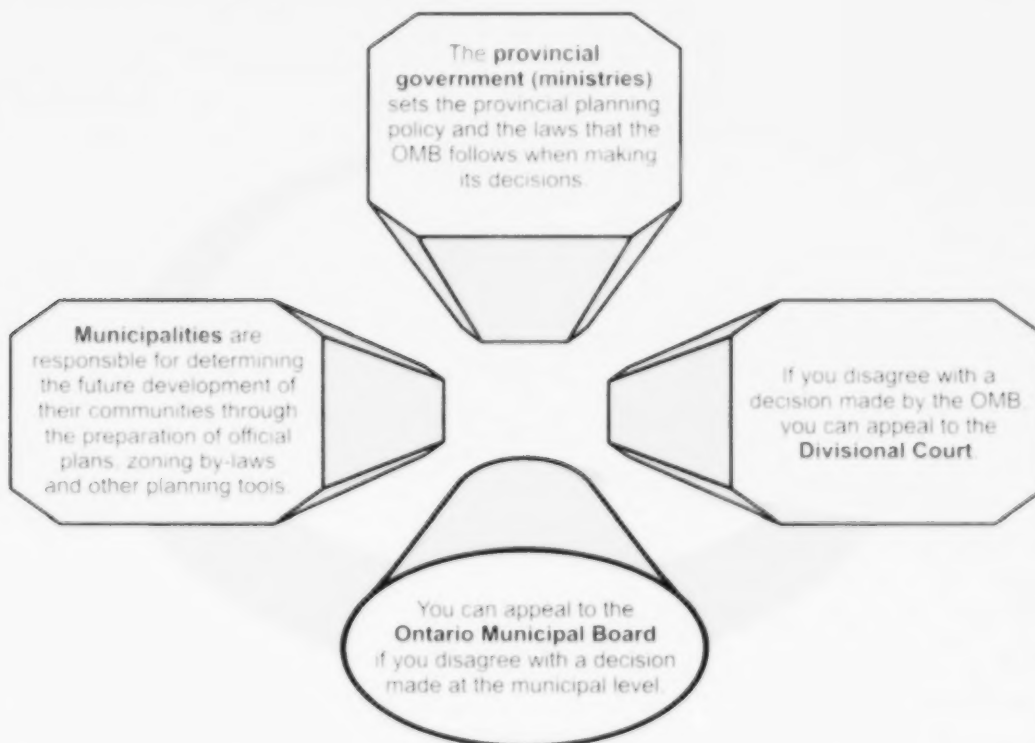 The provincial
government (ministries)
sets the provincial planning
policy and the laws that the
OMB follows when making
its decisions.
Municipalities are
responsible for determining
the future development of
their communities through
the preparation of official
plans, zoning by-laws
and other planning tools.
If you disagree with a
decision made by the OMB,
you can appeal to the
Divisional Court.
You can appeal to the
Ontario Municipal Board
if you disagree with a decision
made at the municipal level.